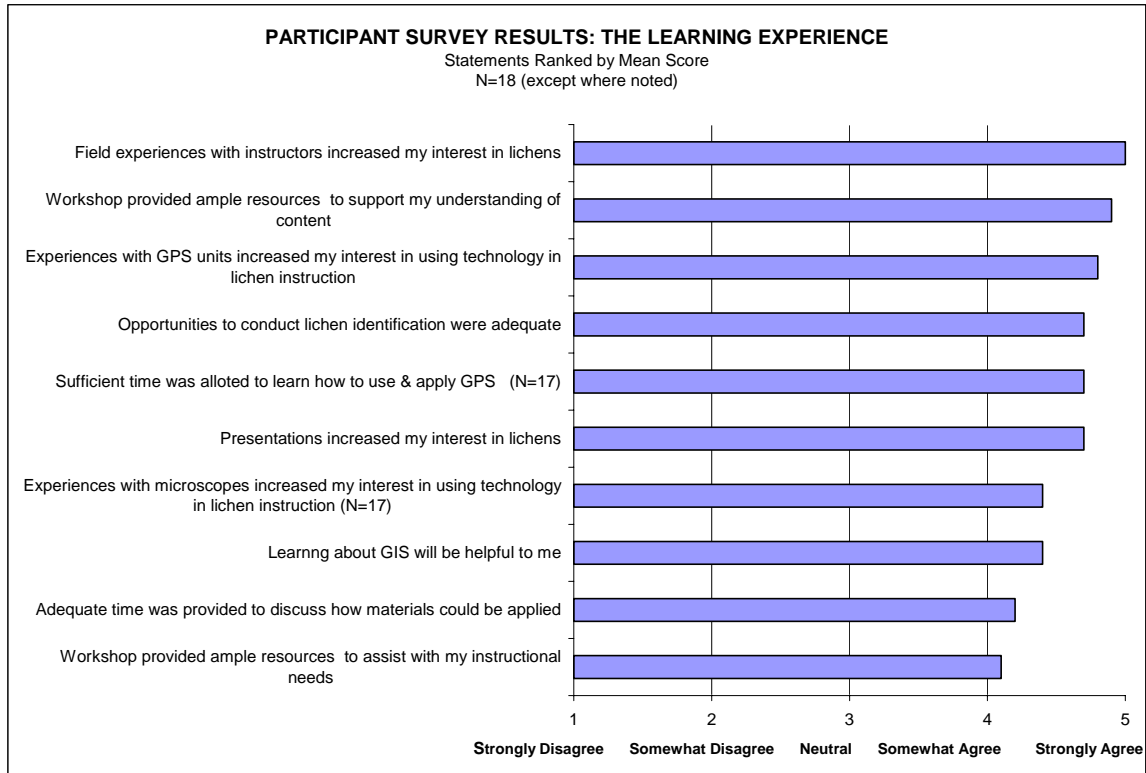 PARTICIPANT SURVEY RESULTS: THE LEARNING EXPERIENCE
Statements Ranked by Mean Score
N=18 (except where noted)
Field experiences with instructors increased my interest in lichens
Workshop provided ample resources to support my understanding of
content
Experiences with GPS units increased my interest in using technology in
lichen instruction
Opportunities to conduct lichen identification were adequate
Sufficient time was alloted to learn how to use & apply GPS (N=17)
Presentations increased my interest in lichens
Experiences with microscopes increased my interest in using technology
in lichen instruction (N=17)
Learnng about GIS will be helpful to me
Adequate time was provided to discuss how materials could be applied
Workshop provided ample resources to assist with my instructional
needs
1 2 3 4 5
Strongly Disagree Somewhat Disagree Neutral Somewhat Agree Strongly Agree